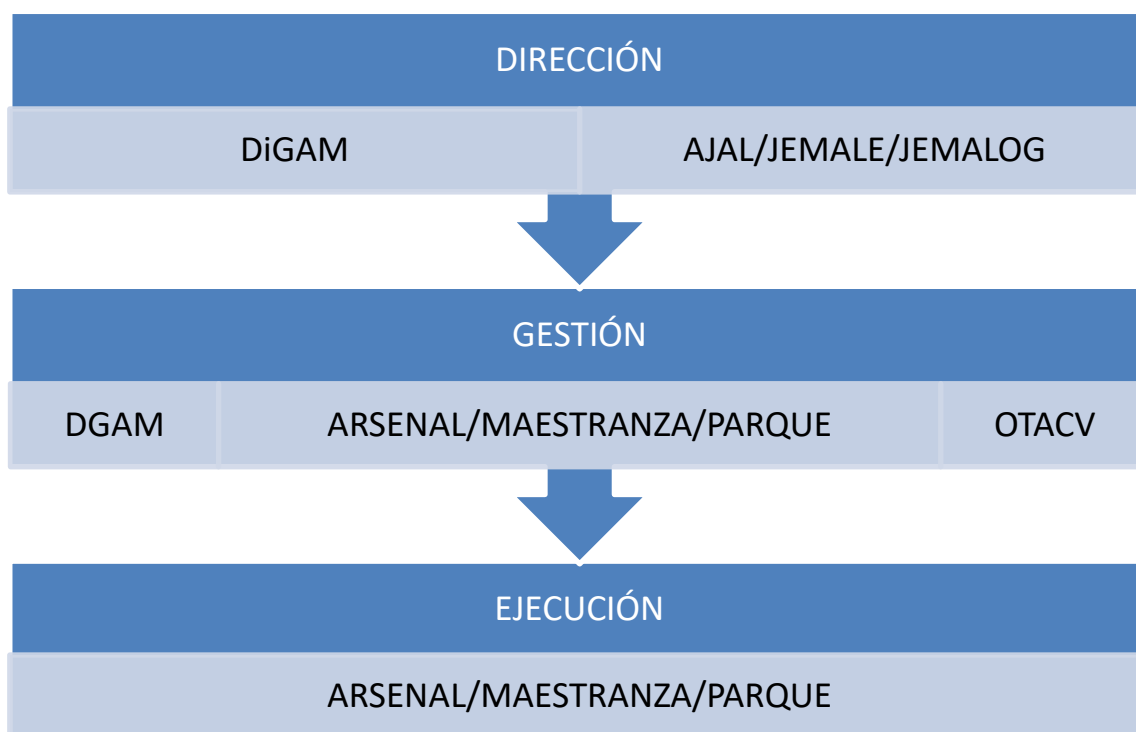 DIRECCIÓN
DiGAM
AJAL/JEMALE/JEMALOG
GESTIÓN
DGAM
ARSENAL/MAESTRANZA/PARQUE
OTACV
EJECUCIÓN
ARSENAL/MAESTRANZA/PARQUE